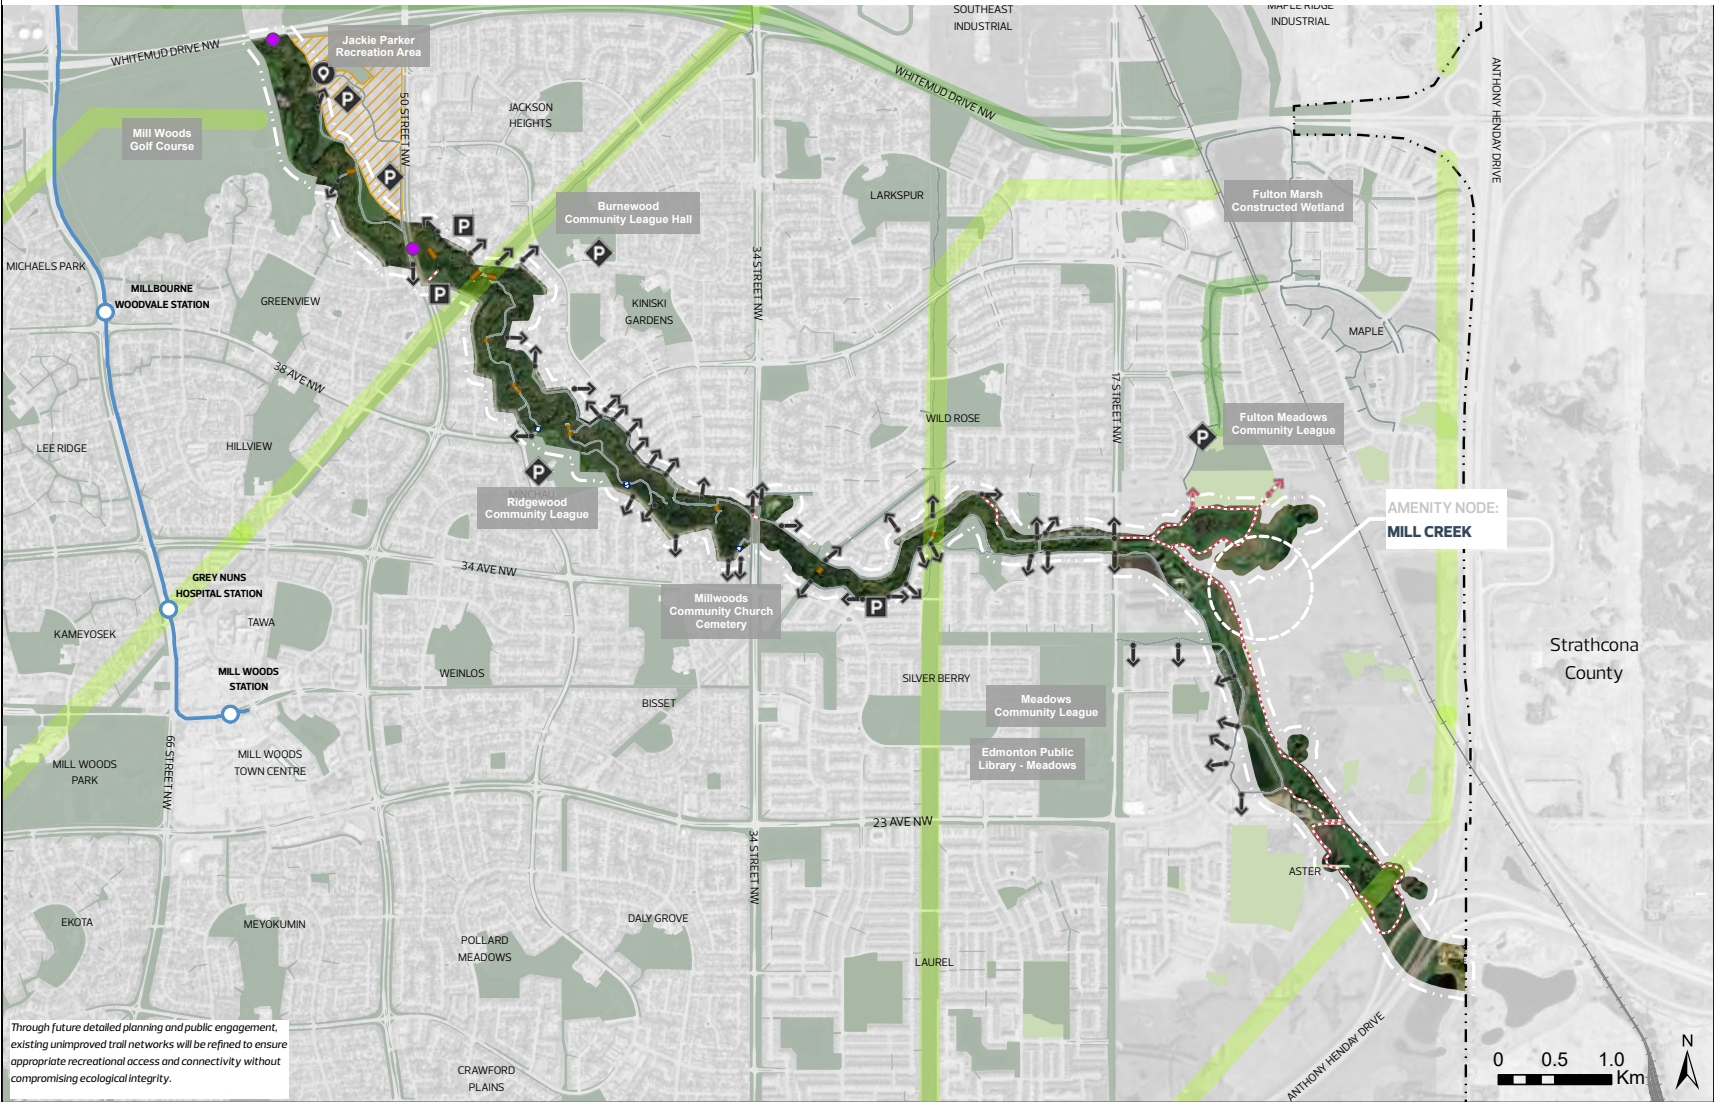 SOUTHEAST
INDUSTRIAL
MAPLE RIDGE
INDUSTRIAL
Jackie Parker
Recreation Area
WHITEMUD DRIVE NW
WHITEMUD DRIVE NW
ANTHONY HENDAY DRIVE
50 STREET NW
JACKSON
HEIGHTS
P
Mill Woods
Golf Course
P
LARKSPUR
Fulton Marsh
Constructed Wetland
Burnewood
Community League Hall
P
P
MICHAELS PARK
MILLBOURNE
WOODVALE STATION
GREENVIEW
P
KINISKI
GARDENS
34 STREET NW
MAPLE
38 AVE NW
17 STREET NW
LEE RIDGE
HILLVIEW
WILD ROSE
Fulton Meadows
Community League
P
P
MINCHAU
Ridgewood
Community League
AMENITY NODE:
MILL CREEK
34 AVE NW
GREY NUNS
HOSPITAL STATION
Millwoods
Community Church
Cemetery
P
KAMEYOSEK
TAWA
Strathcona
County
MILL WOODS
STATION
WEINLOS
SILVER BERRY
BISSET
Meadows
Community League
66 STREET NW
MILL WOODS
TOWN CENTRE
Edmonton Public
Library - Meadows
MILL WOODS
PARK
23 AVE NW
34 STREET NW
ASTER
EKOTA
MEYOKUMIN
DALY GROVE
POLLARD
MEADOWS
LAUREL
Through future detailed planning and public engagement,
existing unimproved trail networks will be refined to ensure
appropriate recreational access and connectivity without
compromising ecological integrity.
CRAWFORD
PLAINS
ANTHONY HENDAY DRIVE
N
0 0.5 1.0
Km